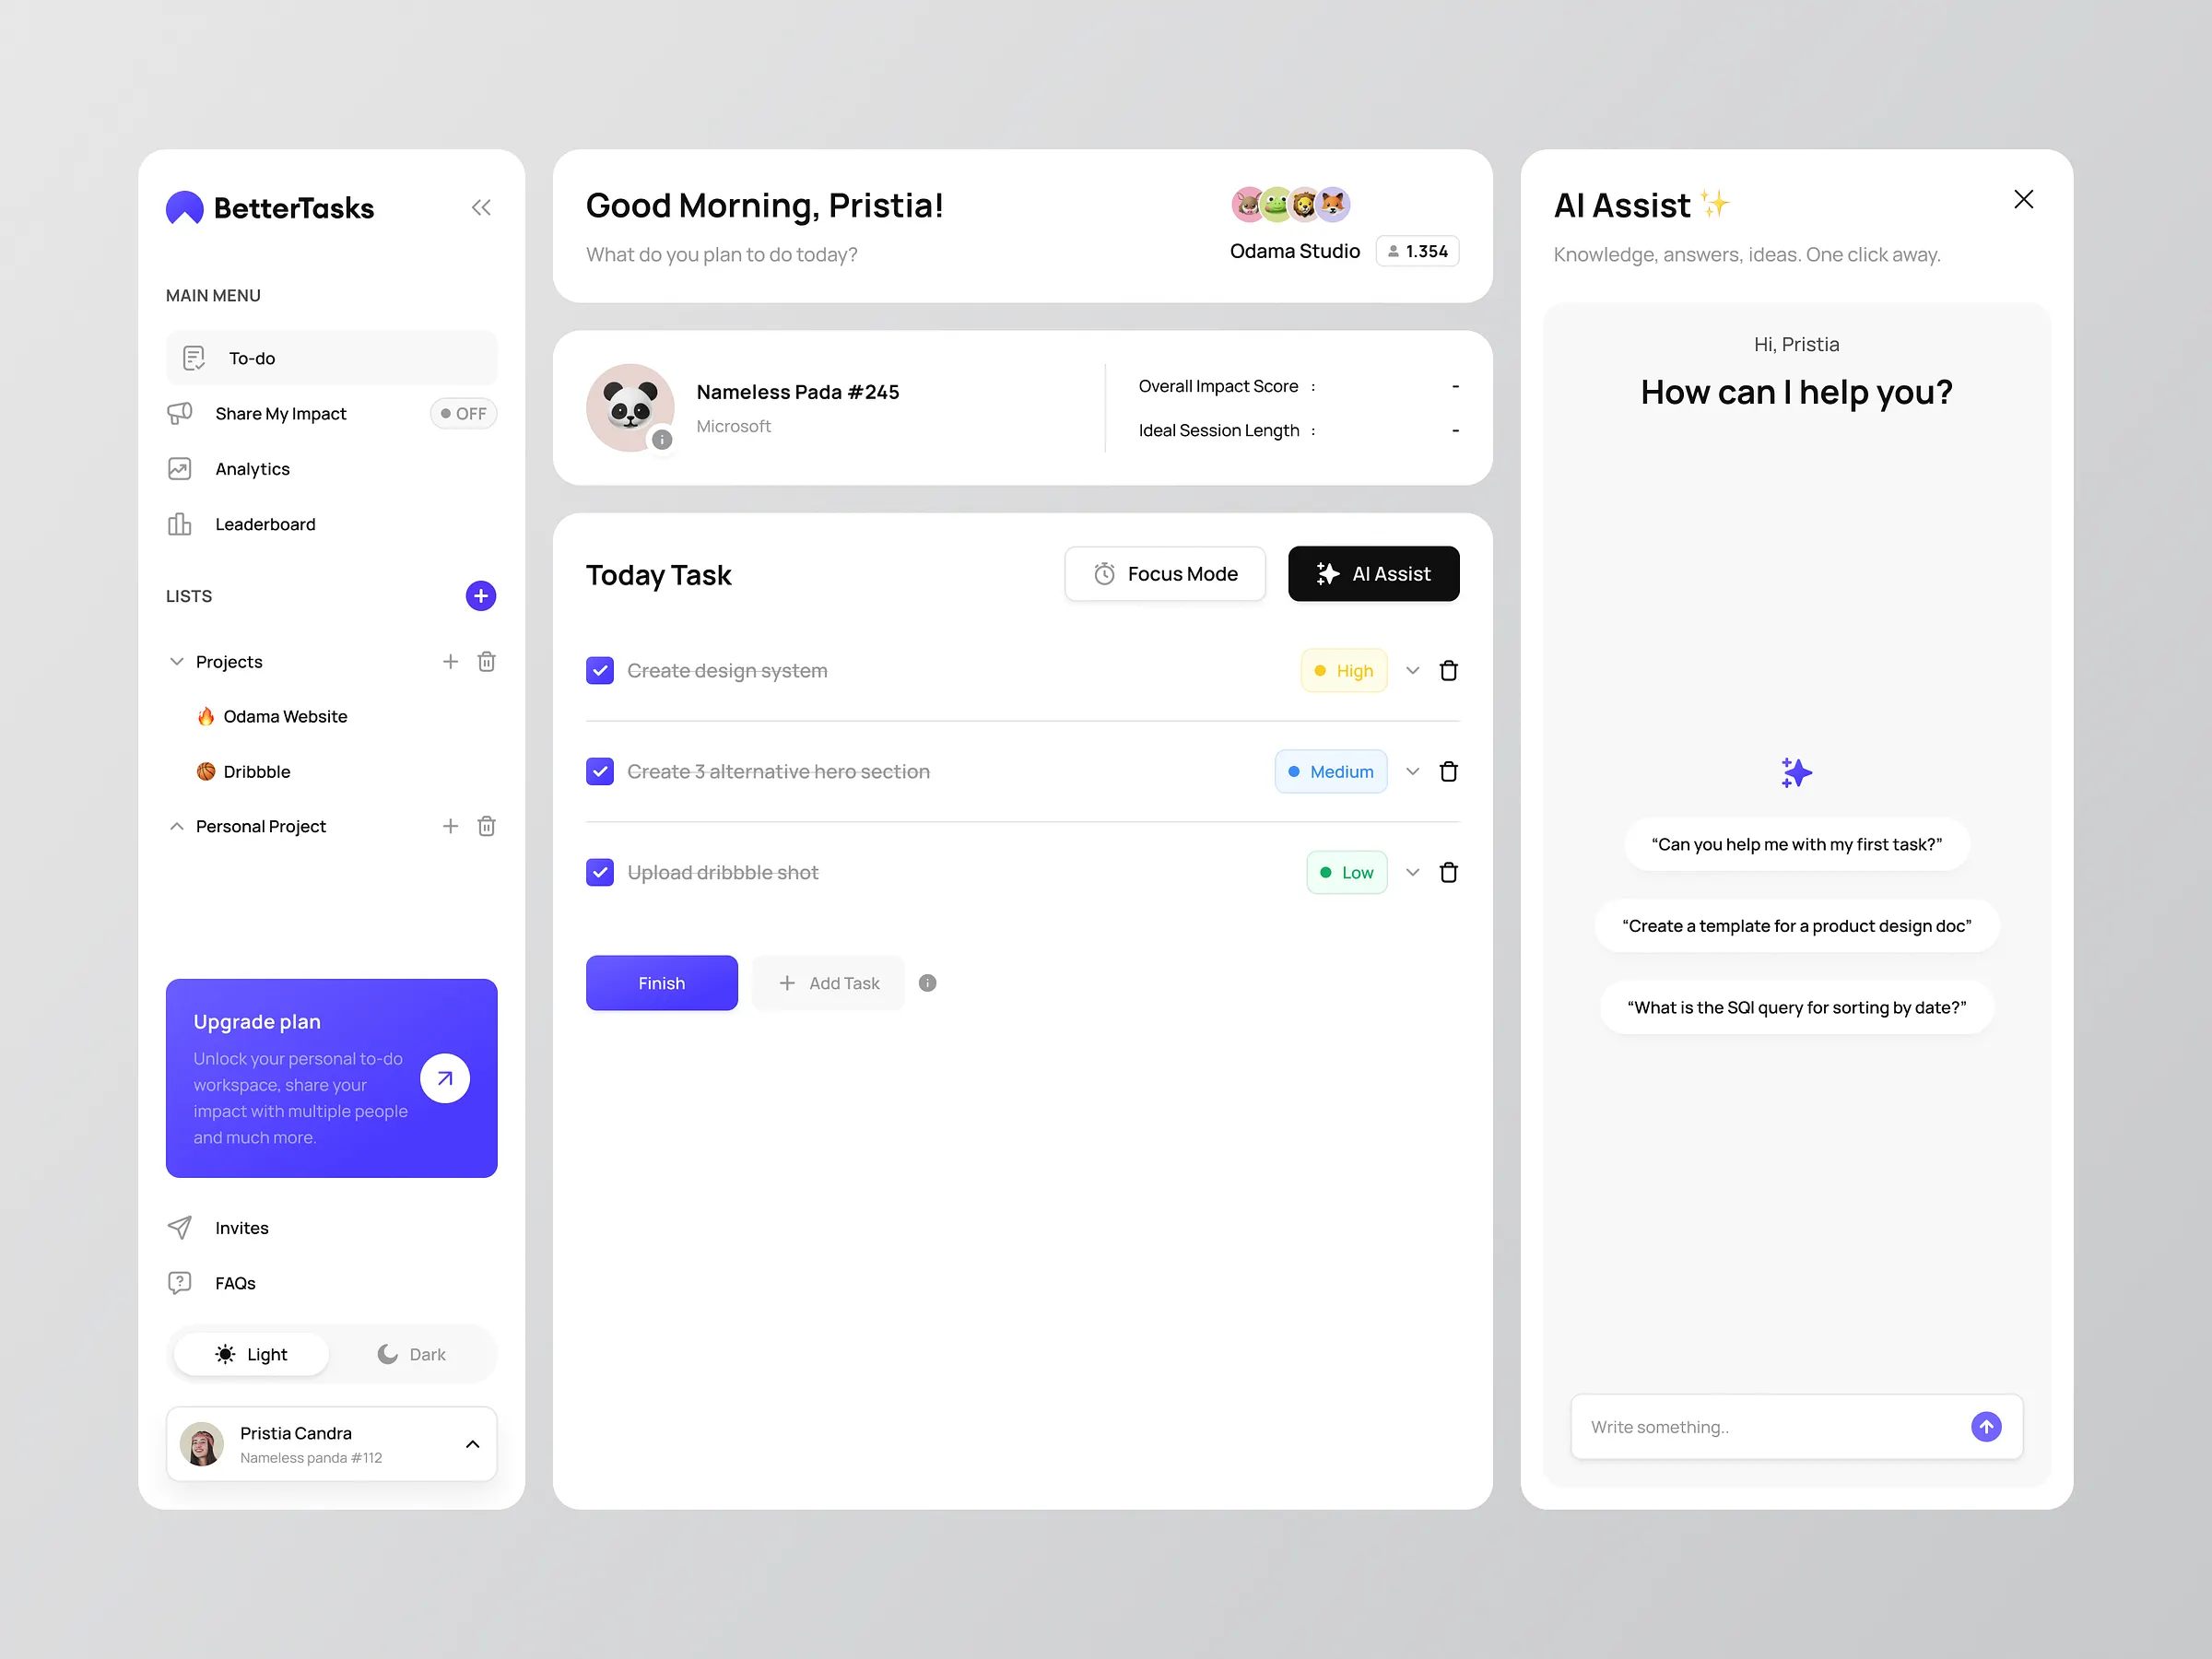 BetterTasks
MAIN MENU
To-do
Share My Impact
OFF
Analytics
Leaderboard
LISTS
Projects
Odama Website
Dribbble
Personal Project
Upgrade plan
Unlock your personal to-do
workspace, share your
impact with multiple people
and much more.
Invites
FAQs
Light
Dark
Pristia Candra
Nameless panda #112
Good Morning, Pristia!
What do you plan to do today?
Odama Studio
1.354
Nameless Pada #245
Microsoft
Overall Impact Score : -
Ideal Session Length : -
Today Task
Focus Mode
AI Assist
Create design system
High
Create 3 alternative hero section
Medium
Upload dribbble shot
Low
Finish
Add Task
AI Assist ✨
Knowledge, answers, ideas. One click away.
Hi, Pristia
How can I help you?
“Can you help me with my first task?”
“Create a template for a product design doc”
“What is the SQl query for sorting by date?”
Write something..